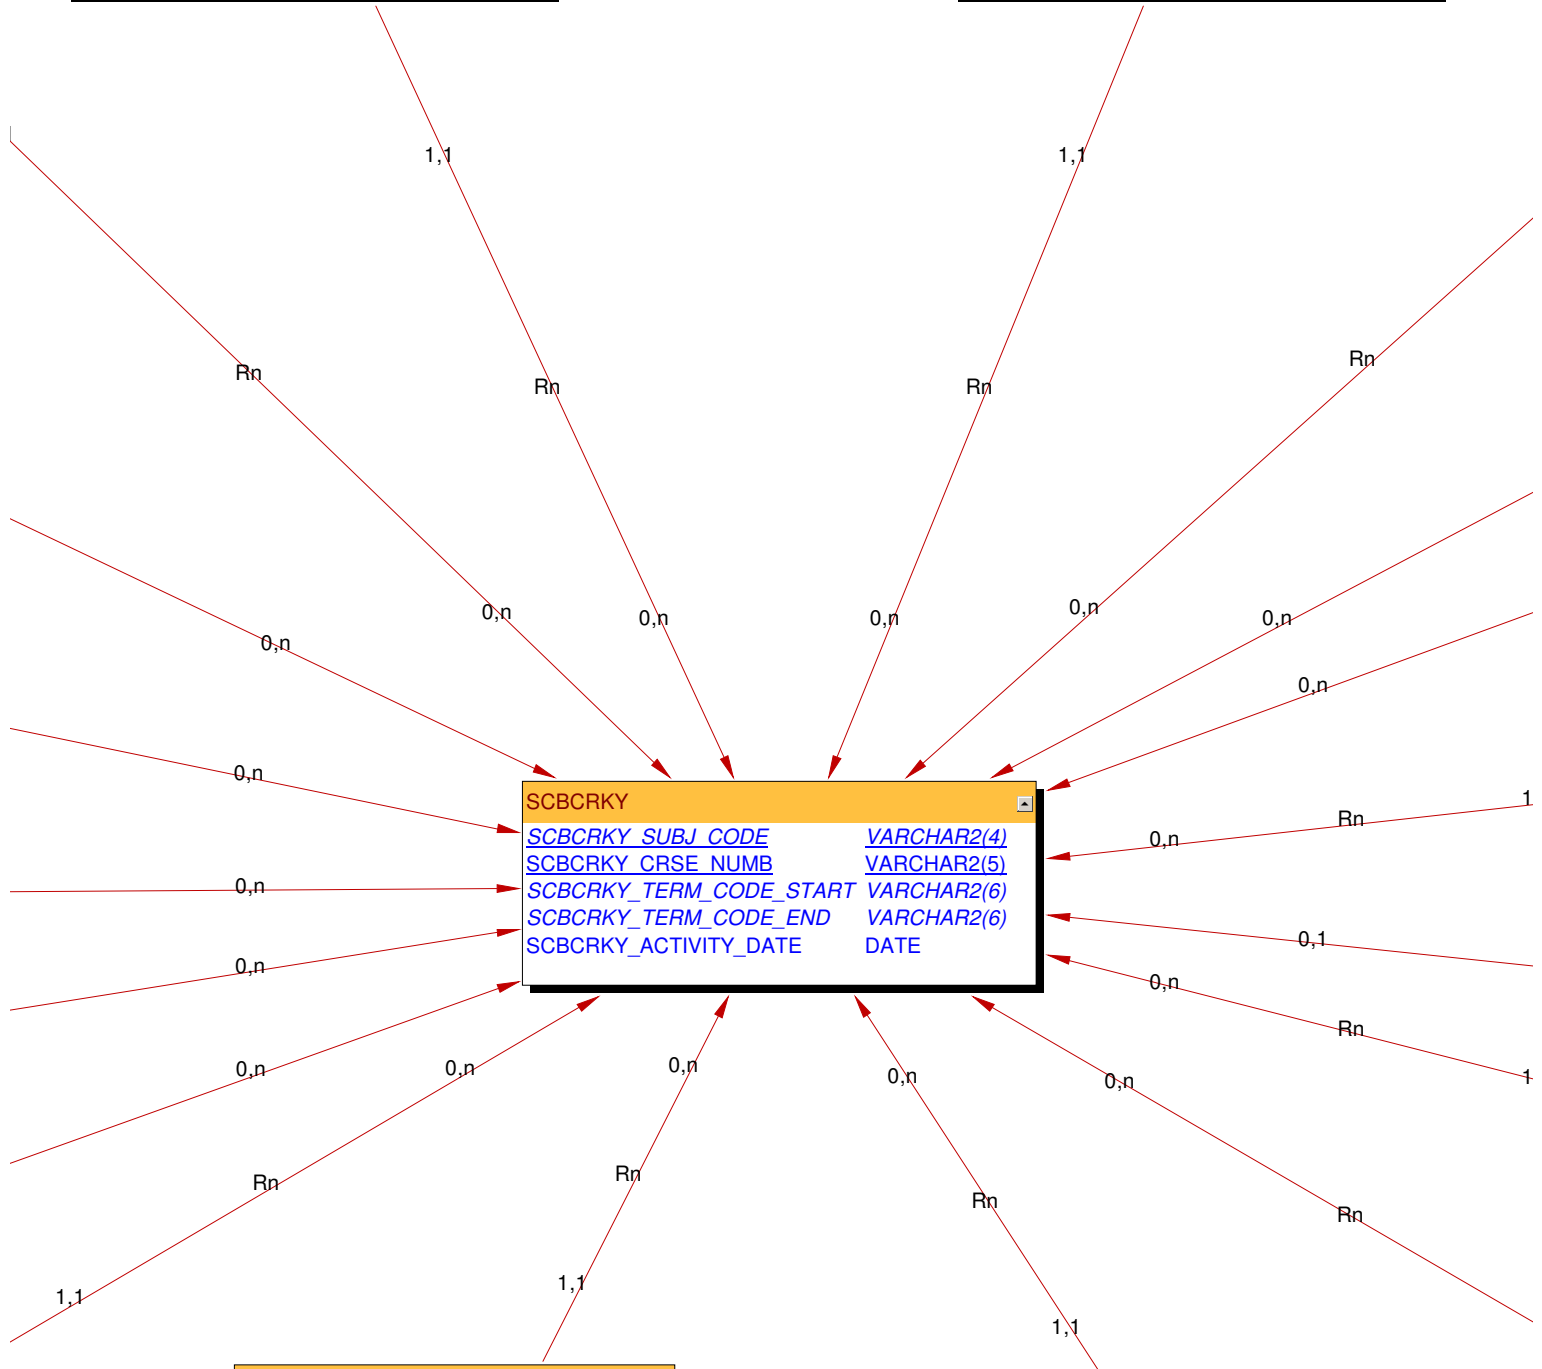 1,1
1,1
Rn
Rn
Rn
Rn
0,n
0,n
0,n
0,n
0,n
0,n
0,n
0,n
SCBCRKY
1
Rn
0,n
SCBCRKY_SUBJ_CODE VARCHAR2(4)
SCBCRKY_CRSE_NUMB VARCHAR2(5)
SCBCRKY_TERM_CODE_START VARCHAR2(6)
SCBCRKY_TERM_CODE_END VARCHAR2(6)
SCBCRKY_ACTIVITY_DATE DATE
0,n
0,1
0,n
0,n
Rn
0,n
0,n
0,n
0,n
0,n
1
Rn
Rn
Rn
Rn
1,1
1,1
1,1